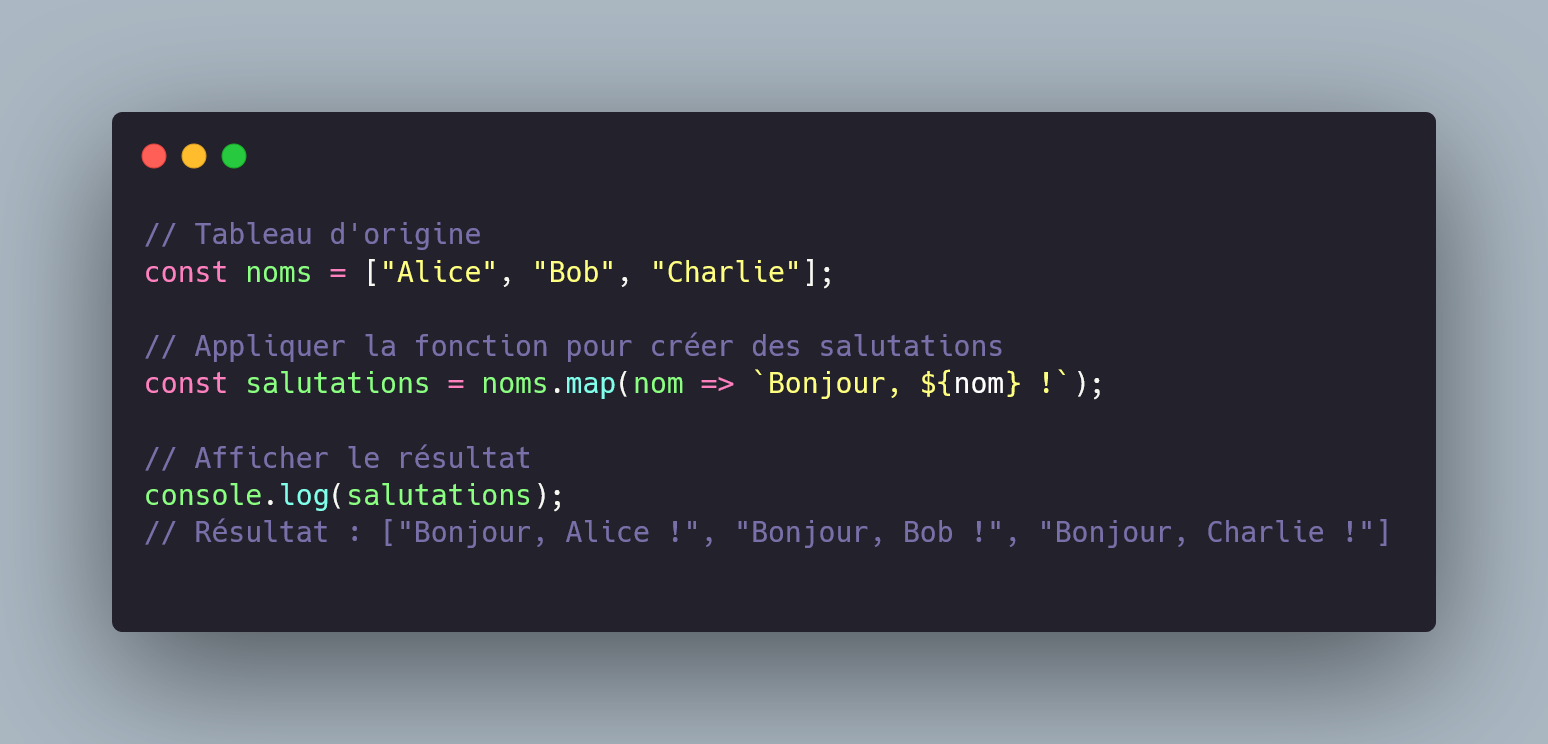 // Tableau d'origine
const noms = ["Alice", "Bob", "Charlie"];
// Appliquer la fonction pour créer des salutations
const salutations = noms.map(nom => `Bonjour, ${nom} !`);
// Afficher le résultat
console.log(salutations);
// Résultat : ["Bonjour, Alice !", "Bonjour, Bob !", "Bonjour, Charlie !"]